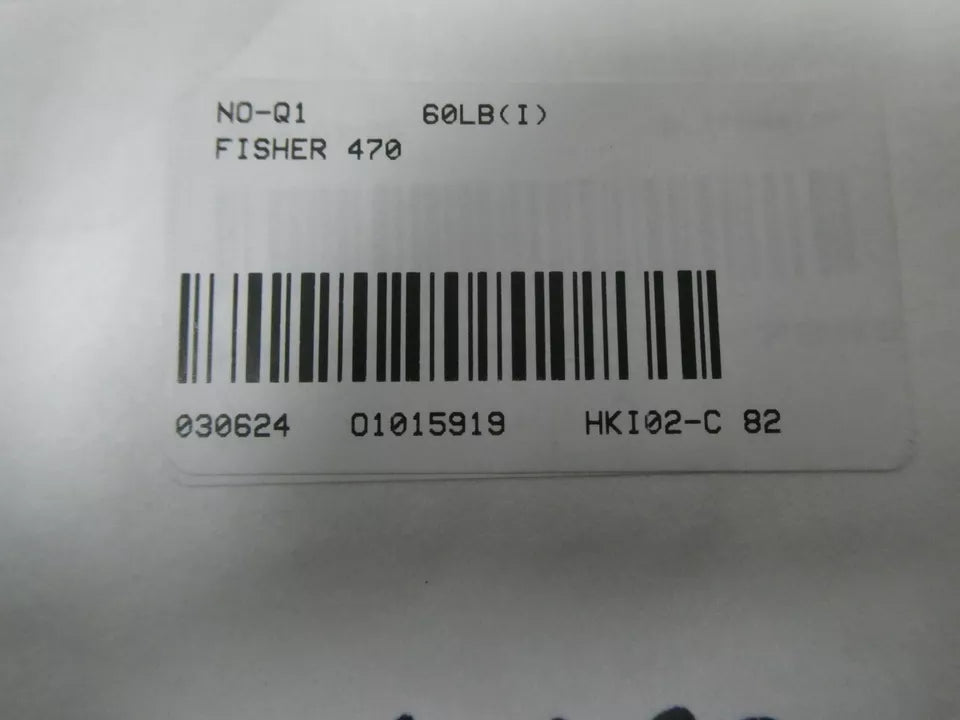 NO-Q1 60LB(I)
FISHER 470
030624 01015919 HKI02-C 82